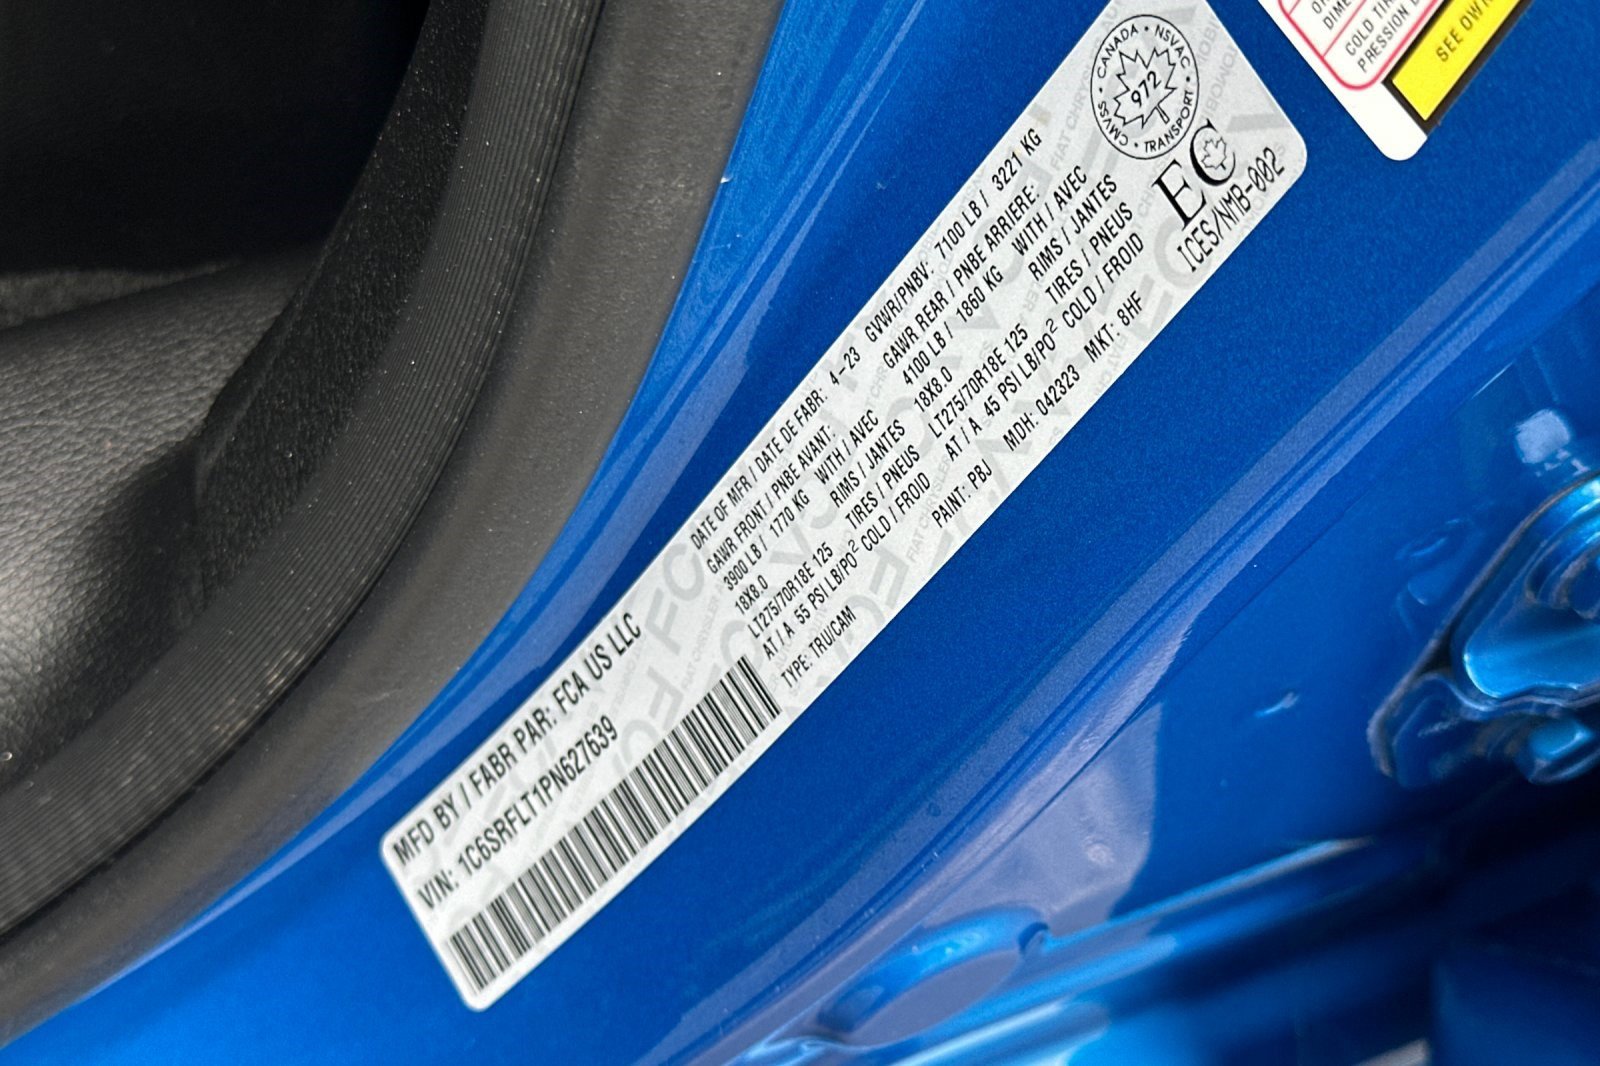 MFD BY / FABR PAR: FCA US LLC
VIN: 1C6SRFLT1PN627639
DATE OF MFR / DATE DE FABR: 4-23 GVWR/PNBV: 7100 LB / 3221 KG
GAWR FRONT / PNBE AVANT: GAWR REAR / PNBE ARRIERE:
3900 LB / 1770 KG WITH / AVEC 4100 LB / 1860 KG WITH / AVEC
18X8.0 RIMS / JANTES 18X8.0 RIMS / JANTES
LT275/70R18E 125 TIRES / PNEUS LT275/70R18E 125 TIRES / PNEUS
AT / A 55 PSI LB/PO² COLD / FROID AT / A 45 PSI LB/PO² COLD / FROID
TYPE: TRU/CAM PAINT: PBJ MDH: 042323 MKT: 8HF
CANADA • NSVAC • TRANSPORT • CMVSS •
972
EC
ICES/NMB-002
COLD TI
PRESSION
SEE OW